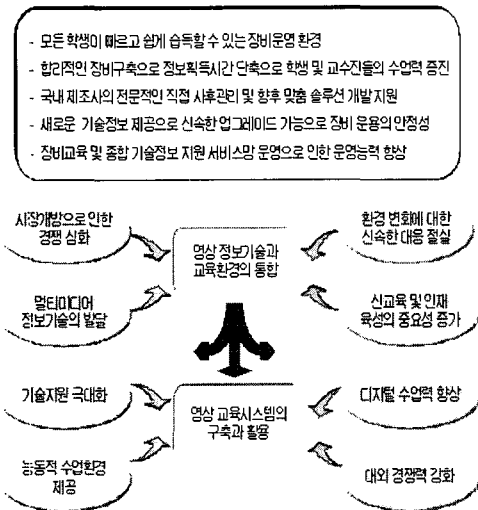 - 모든 학생이 빠르고 쉽게 습득할 수 있는 장비운영 환경
- 합리적인 장비구축으로 정보획득시간 단축으로 학생 및 교수진들의 수업력 증진
- 국내 제조사의 전문적인 직접 사후관리 및 향후 맞춤 솔루션 개발 지원
- 새로운 기술정보 제공으로 신속한 업그레이드 가능으로 장비 운용의 안정성
- 장비교육 및 종합 기술정보 지원 서비스망 운영으로 인한 운영능력 향상
시장개방으로 인한
경쟁 심화
영상 정보기술과
교육환경의 통합
환경 변화에 대한
신속한 대응 절실
멀티미디어
정보기술의 발달
신교육 및 인재
육성의 중요성 증가
기술지원 극대화
영상 교육시스템의
구축과 활용
디지털 수업력 향상
능동적 수업환경
제공
대외 경쟁력 강화